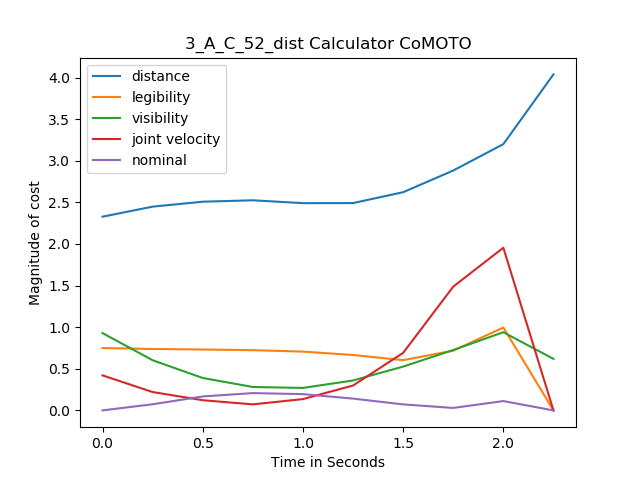 3_A_C_52_dist Calculator CoMOTO
distance
legibility
visibility
joint velocity
nominal
Magnitude of cost
4.0
3.5
3.0
2.5
2.0
1.5
1.0
0.5
0.0
0.0 0.5 1.0 1.5 2.0
Time in Seconds